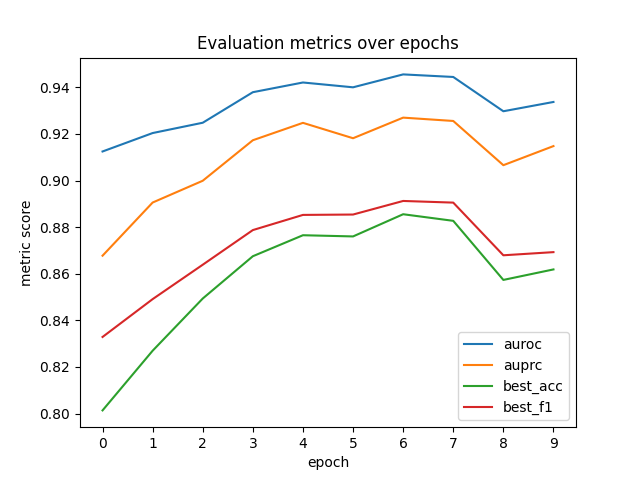 Evaluation metrics over epochs
metric score
0.94
0.92
0.90
0.88
0.86
0.84
0.82
0.80
auroc
auprc
best_acc
best_f1
0 1 2 3 4 5 6 7 8 9
epoch